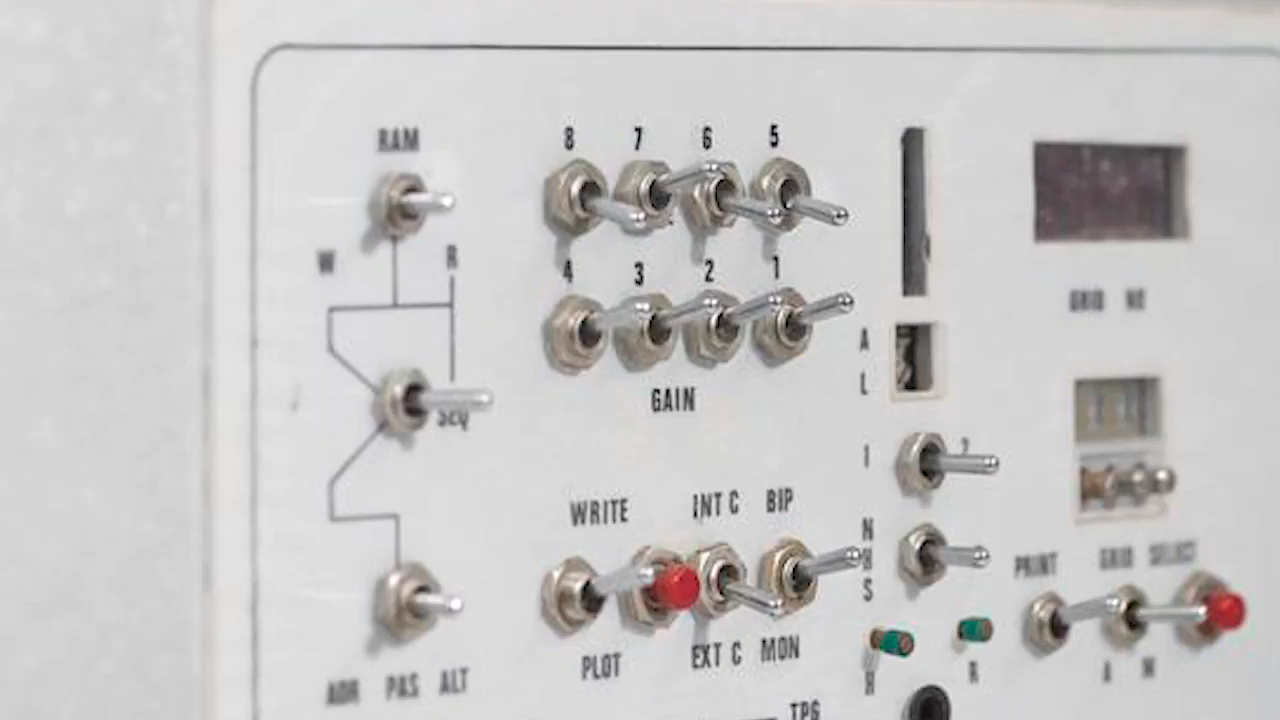 RAM
8 7 6 5
W R
4 3 2 1
A
L
GAIN
SEQ
I
WRITE
INT C BIP
N
H
S
PRINT
GRID SELECT
PLOT
EXT C MON
R
A M
ADR PAS ALT
TPG